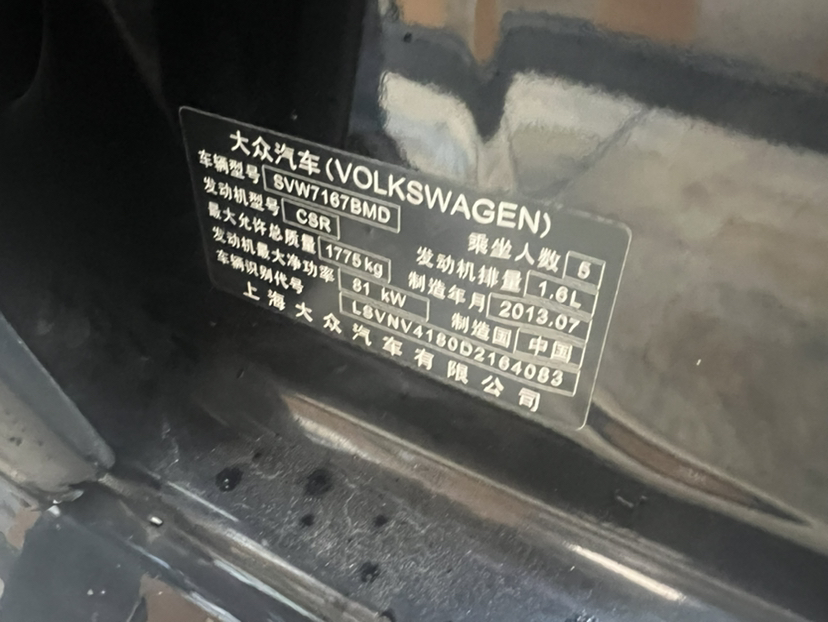 大众汽车(VOLKSWAGEN)
车辆型号 SVW7167BMD 乘坐人数 5
发动机型号 CSR 发动机排量 1.6L
最大允许总质量 1775kg 制造年月 2013.07
发动机最大净功率 81 kW 制造国 中国
车辆识别代号 LSVNV4180D2164083
上海大众汽车有限公司